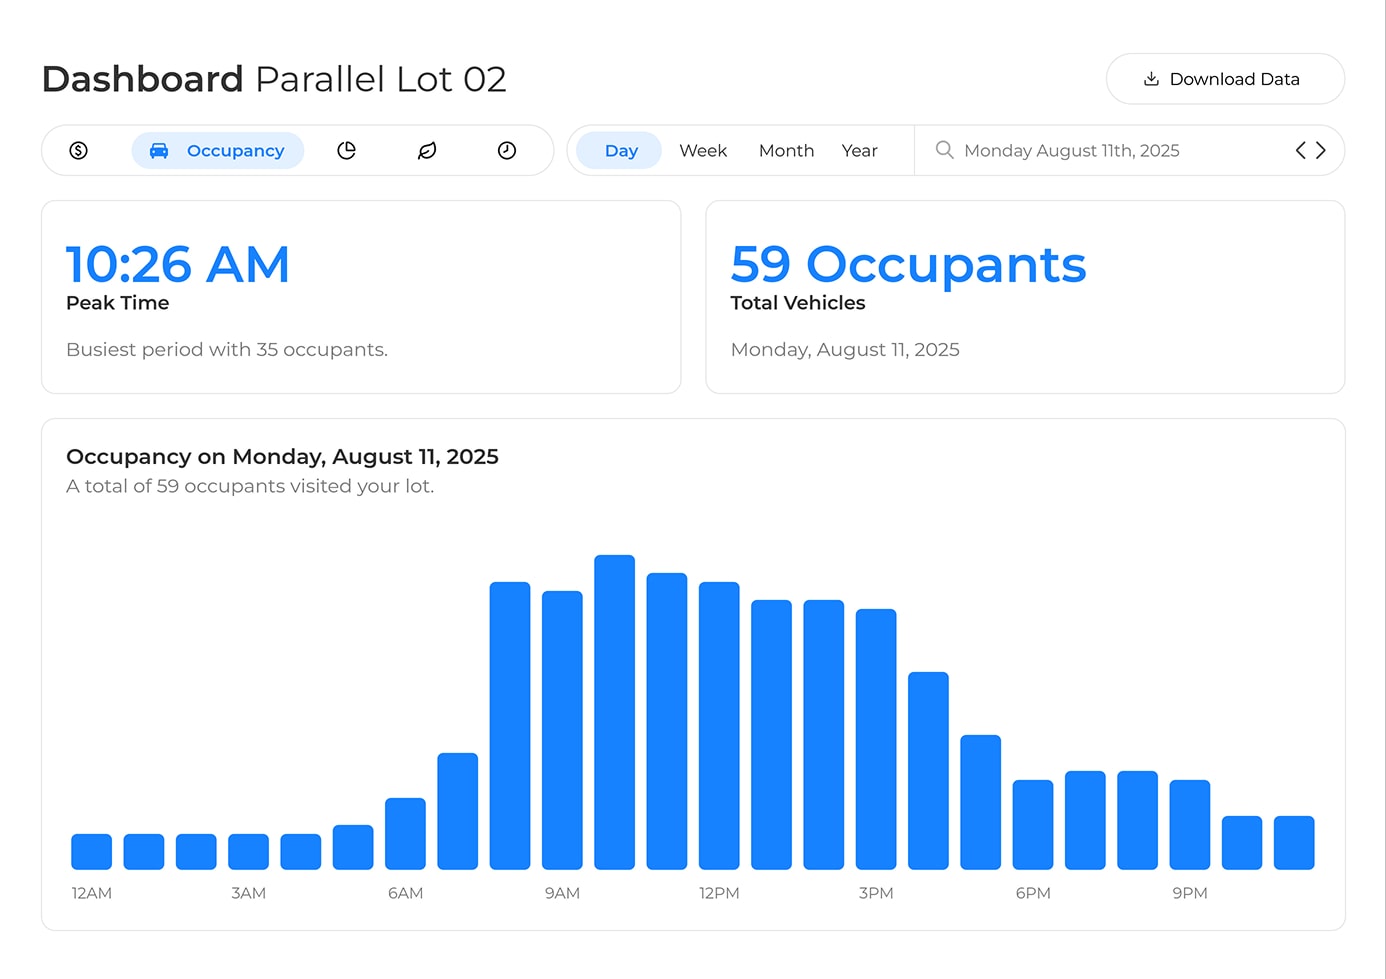 Dashboard Parallel Lot 02
Download Data
Occupancy
Day Week Month Year
Monday August 11th, 2025
10:26 AM
Peak Time
Busiest period with 35 occupants.
59 Occupants
Total Vehicles
Monday, August 11, 2025
Occupancy on Monday, August 11, 2025
A total of 59 occupants visited your lot.
12AM 3AM 6AM 9AM 12PM 3PM 6PM 9PM